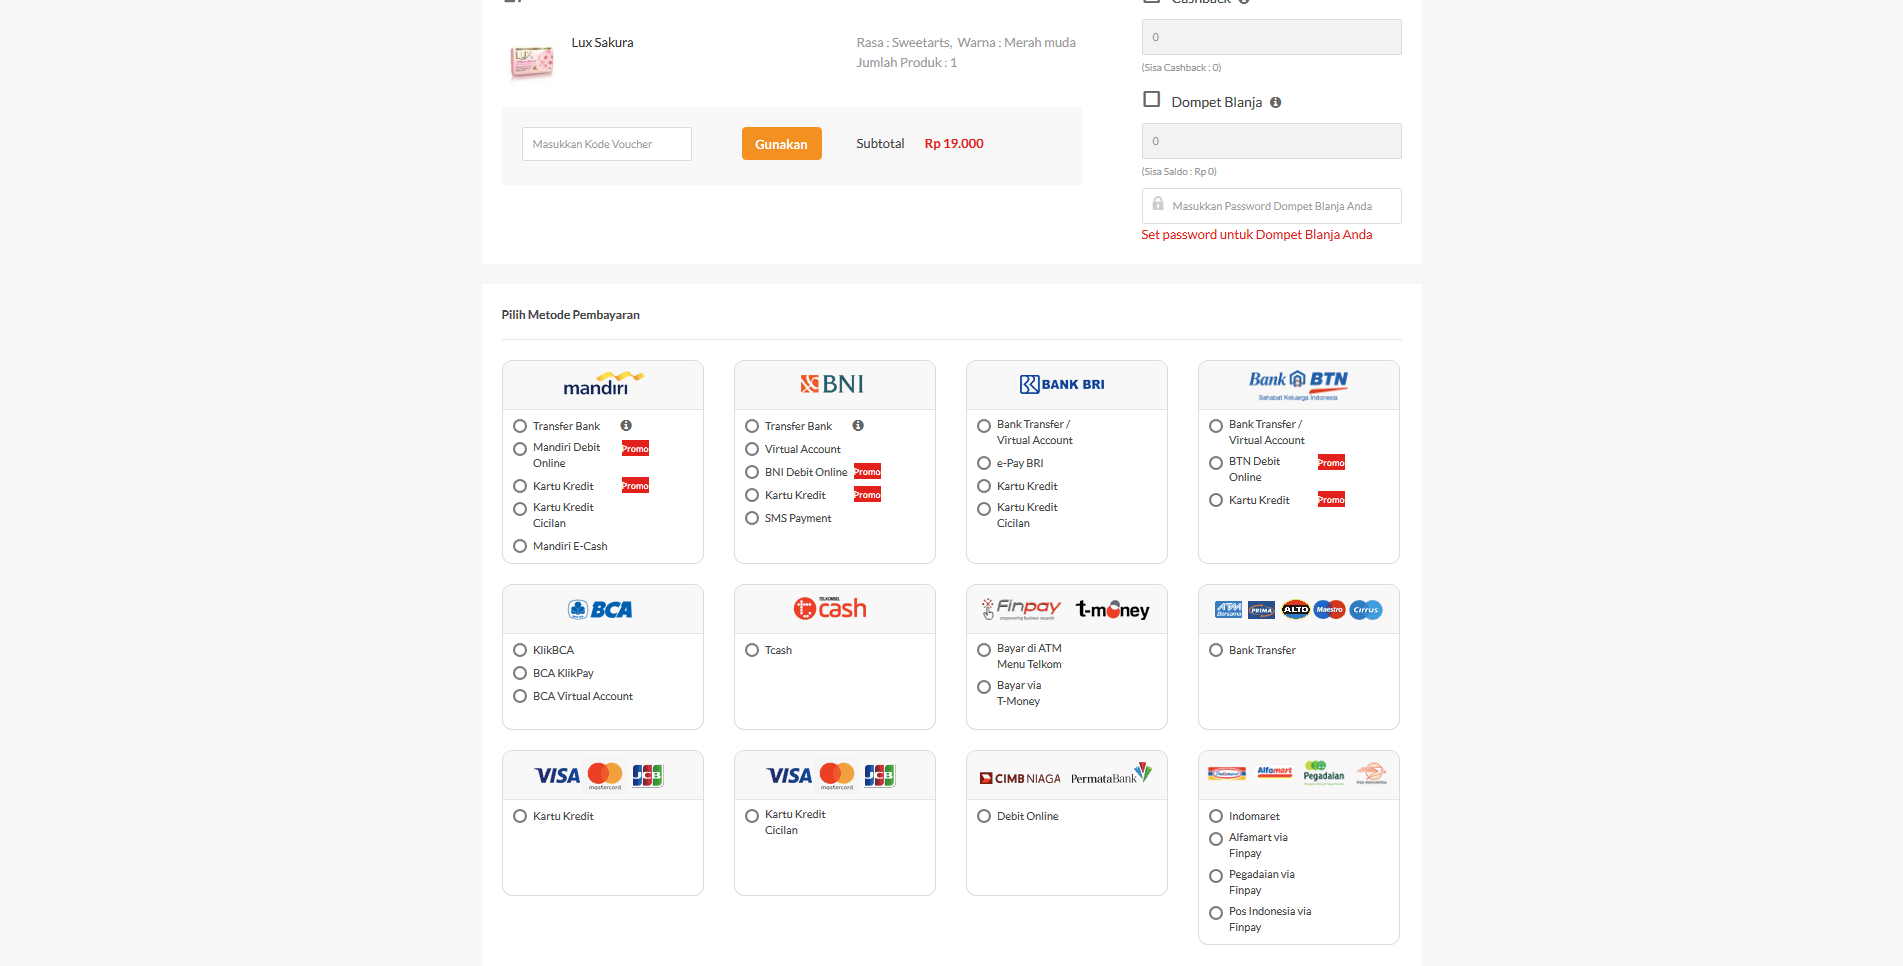 Cashback
Lux Sakura
Rasa : Sweetarts, Warna : Merah muda
Jumlah Produk : 1
0
(Sisa Cashback : 0)
Dompet Blanja
Masukkan Kode Voucher
Gunakan
Subtotal
Rp 19.000
0
(Sisa Saldo : Rp 0)
Masukkan Password Dompet Blanja Anda
Set password untuk Dompet Blanja Anda
Pilih Metode Pembayaran
mandiri
Transfer Bank
Mandiri Debit
Online
Promo
Kartu Kredit
Promo
Kartu Kredit
Cicilan
Mandiri E-Cash
BNI
Transfer Bank
Virtual Account
BNI Debit Online
Promo
Kartu Kredit
Promo
SMS Payment
BANK BRI
Bank Transfer /
Virtual Account
e-Pay BRI
Kartu Kredit
Kartu Kredit
Cicilan
Bank BTN
Sahabat Keluarga Indonesia
Bank Transfer /
Virtual Account
BTN Debit
Online
Promo
Kartu Kredit
Promo
BCA
KlikBCA
BCA KlikPay
BCA Virtual Account
TELKOMSEL
tcash
Tcash
Finpay
t-money
Bayar di ATM
Menu Telkom
Bayar via
T-Money
ATM
Bersama
PRIMA
ALTO
Maestro
Cirrus
Bank Transfer
VISA
mastercard
JCB
Kartu Kredit
VISA
mastercard
JCB
Kartu Kredit
Cicilan
CIMB NIAGA
PermataBank
Debit Online
Indomaret
Alfamart
Pegadaian
POS INDONESIA
Indomaret
Alfamart via
Finpay
Pegadaian via
Finpay
Pos Indonesia via
Finpay